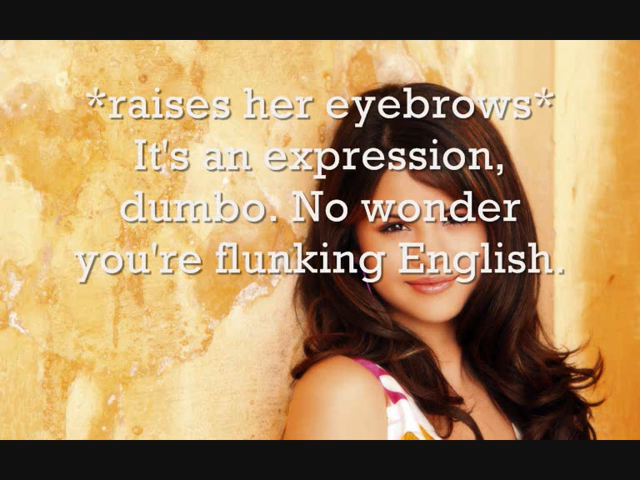 *raises her eyebrows*
It's an expression,
dumbo. No wonder
you're flunking English.